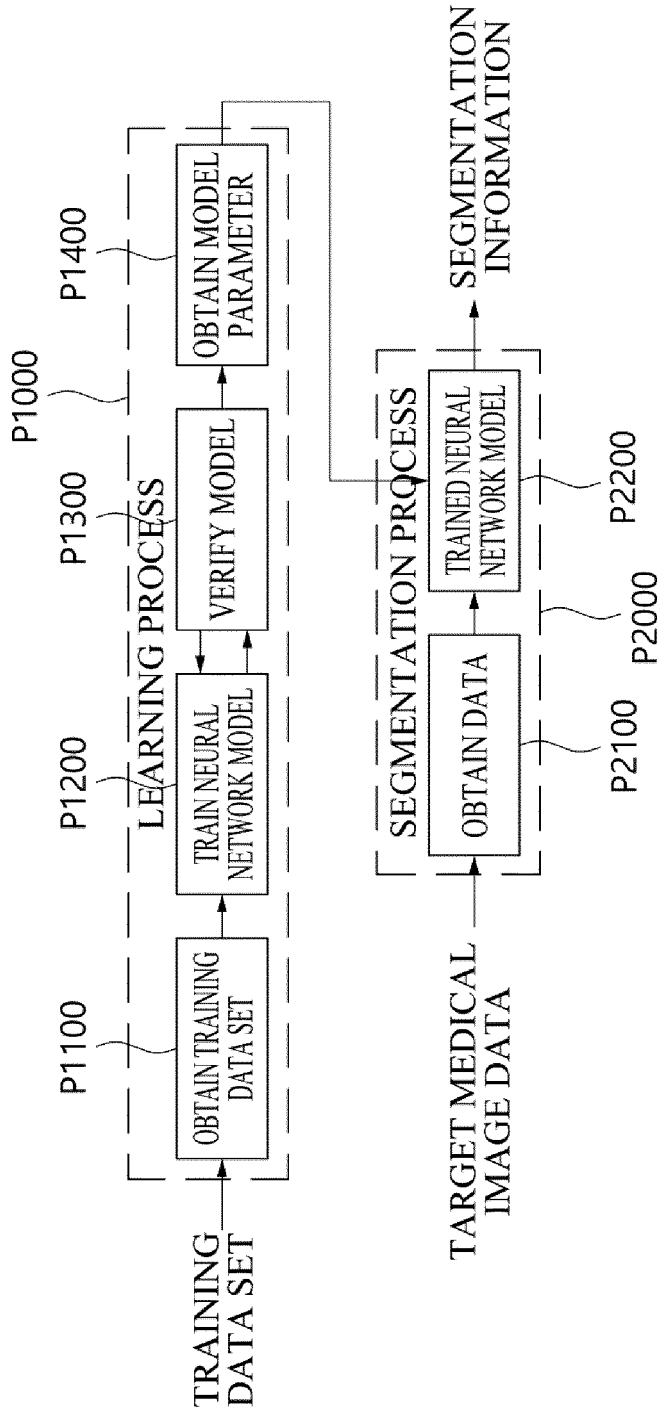 P1000
P1100
P1200
P1300
P1400
LEARNING PROCESS
TRAINING
DATA SET
OBTAIN TRAINING
DATA SET
TRAIN NEURAL
NETWORK MODEL
VERIFY MODEL
OBTAIN MODEL
PARAMETER
SEGMENTATION PROCESS
TARGET MEDICAL
IMAGE DATA
OBTAIN DATA
TRAINED NEURAL
NETWORK MODEL
SEGMENTATION
INFORMATION
P2100
P2200
P2000